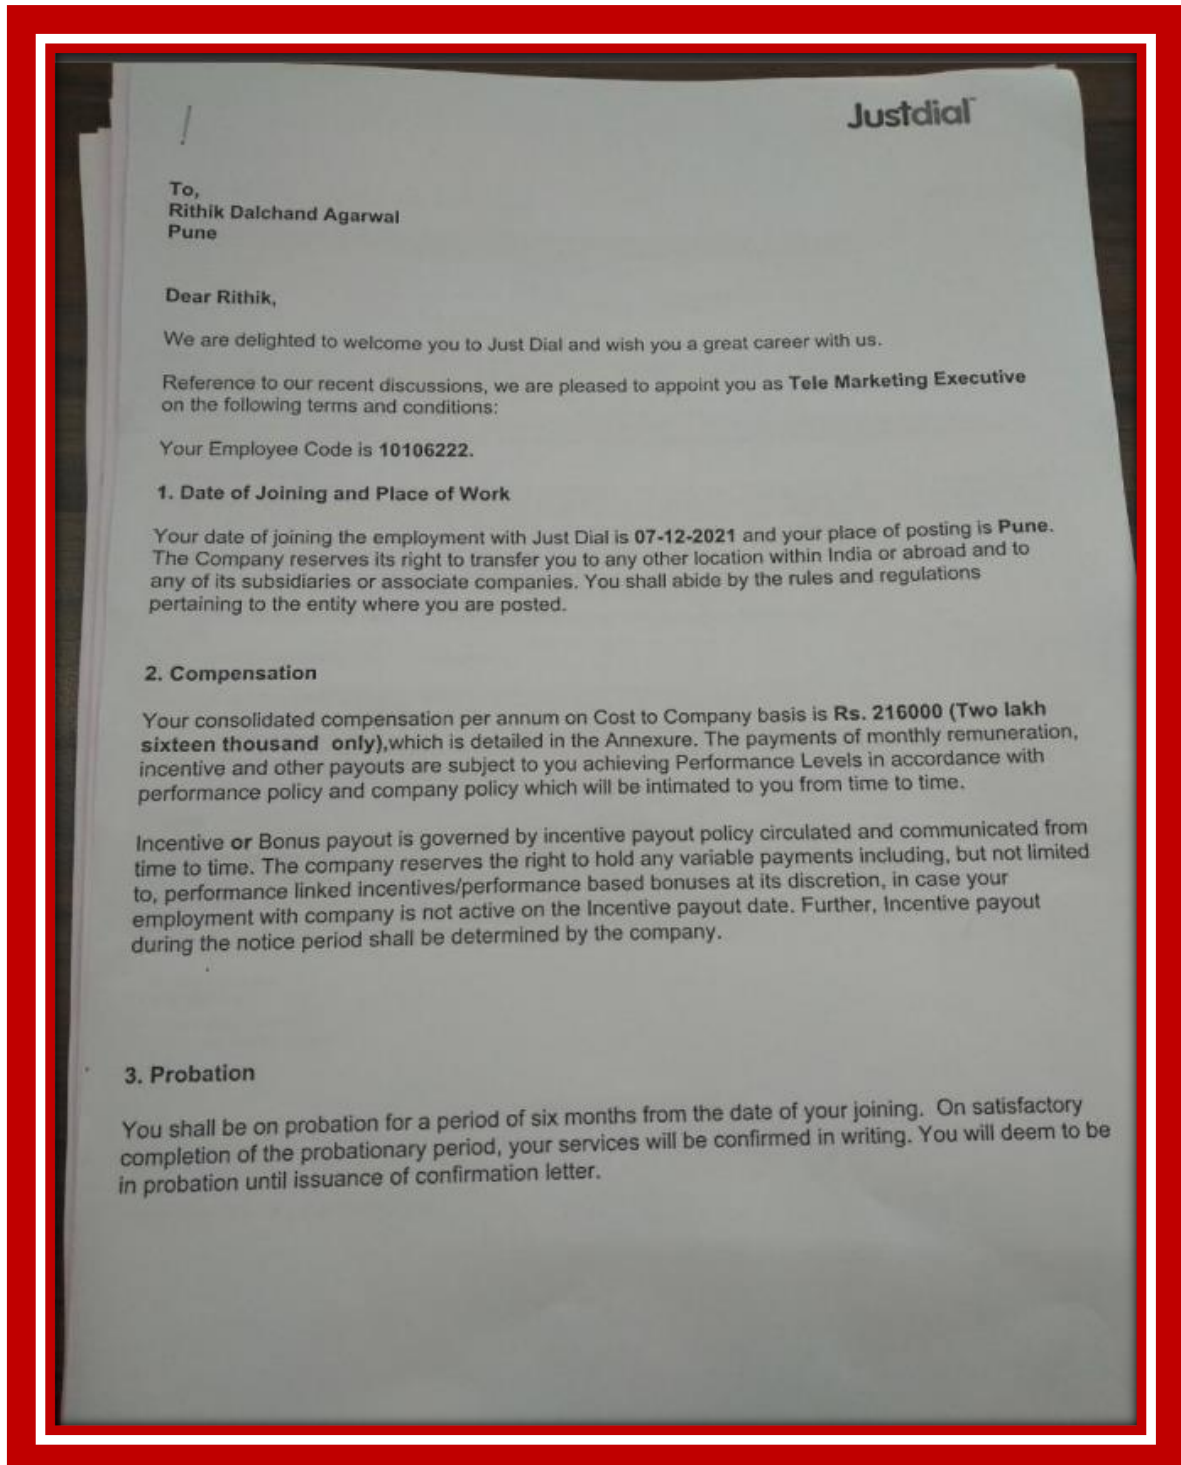 Justdial
To,
Rithik Dalchand Agarwal
Pune
Dear Rithik,
We are delighted to welcome you to Just Dial and wish you a great career with us.
Reference to our recent discussions, we are pleased to appoint you as Tele Marketing Executive
on the following terms and conditions:
Your Employee Code is 10106222.
1. Date of Joining and Place of Work
Your date of joining the employment with Just Dial is 07-12-2021 and your place of posting is Pune.
The Company reserves its right to transfer you to any other location within India or abroad and to
any of its subsidiaries or associate companies. You shall abide by the rules and regulations
pertaining to the entity where you are posted.
2. Compensation
Your consolidated compensation per annum on Cost to Company basis is Rs. 216000 (Two lakh
sixteen thousand only),which is detailed in the Annexure. The payments of monthly remuneration,
incentive and other payouts are subject to you achieving Performance Levels in accordance with
performance policy and company policy which will be intimated to you from time to time.
Incentive or Bonus payout is governed by incentive payout policy circulated and communicated from
time to time. The company reserves the right to hold any variable payments including, but not limited
to, performance linked incentives/performance based bonuses at its discretion, in case your
employment with company is not active on the Incentive payout date. Further, Incentive payout
during the notice period shall be determined by the company.
3. Probation
You shall be on probation for a period of six months from the date of your joining. On satisfactory
completion of the probationary period, your services will be confirmed in writing. You will deem to be
in probation until issuance of confirmation letter.